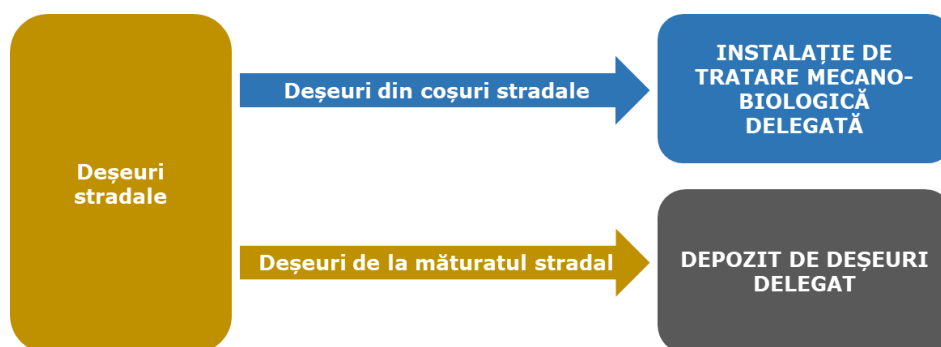 Deșeuri
stradale
Deșeuri din coșuri stradale
INSTALAȚIE DE
TRATARE MECANO-
BIOLOGICĂ
DELEGATĂ
Deșeuri de la măturatul stradal
DEPOZIT DE DEȘEURI
DELEGAT